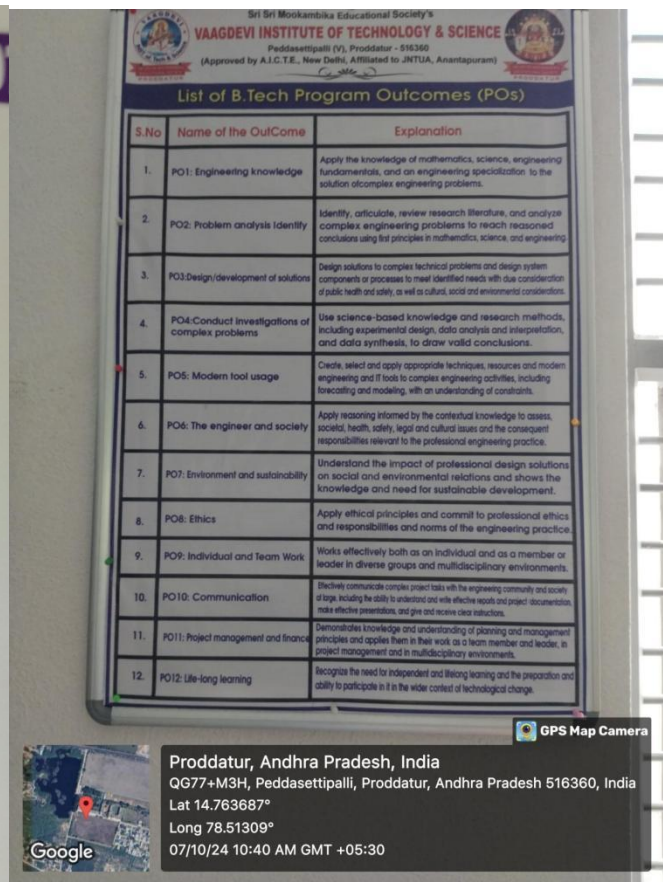 Sri Sri Mookambika Educational Society's
VAAGDEVI INSTITUTE OF TECHNOLOGY & SCIENCE
Peddasettipalli (V), Proddatur - 516360
(Approved by A.I.C.T.E., New Delhi, Affiliated to JNTUA, Anantapuram)
List of B.Tech Program Outcomes (POs)
S.No Name of the OutCome Explanation
1. PO1: Engineering knowledge
Apply the knowledge of mathematics, science, engineering
fundamentals, and an engineering specialization to the
solution ofcomplex engineering problems.
2. PO2: Problem analysis Identify
Identify, articulate, review research literature, and analyze
complex engineering problems to reach reasoned
conclusions using first principles in mathematics, science, and engineering.
3. PO3:Design/development of solutions
Design solutions to complex technical problems and design system
components or processes to meet identified needs with due consideration
of public health and safety, as well as cultural, social and environmental considerations.
4. PO4:Conduct investigations of
complex problems
Use science-based knowledge and research methods,
including experimental design, data analysis and interpretation,
and data synthesis, to draw valid conclusions.
5. PO5: Modern tool usage
Create, select and apply appropriate techniques, resources and modern
engineering and IT tools to complex engineering activities, including
forecasting and modeling, with an understanding of constraints.
6. PO6: The engineer and society
Apply reasoning informed by the contextual knowledge to assess,
societal, health, safety, legal and cultural issues and the consequent
responsibilities relevant to the professional engineering practice.
7. PO7: Environment and sustainability
Understand the impact of professional design solutions
on social and environmental relations and shows the
knowledge and need for sustainable development.
8. PO8: Ethics
Apply ethical principles and commit to professional ethics
and responsibilities and norms of the engineering practice.
9. PO9: Individual and Team Work
Works effectively both as an individual and as a member or
leader in diverse groups and multidisciplinary environments.
10. PO10: Communication
Effectively communicate complex project tasks with the engineering community and society
at large, including the ability to understand and write effective reports and project documentation,
make effective presentations, and give and receive clear instructions.
11. PO11: Project management and finance
Demonstrates knowledge and understanding of planning and management
principles and applies them in their work as a team member and leader, in
project management and in multidisciplinary environments.
12. PO12: Life-long learning
Recognize the need for independent and lifelong learning and the preparation and
ability to participate in it in the wider context of technological change.
GPS Map Camera
Proddatur, Andhra Pradesh, India
QG77+M3H, Peddasettipalli, Proddatur, Andhra Pradesh 516360, India
Lat 14.763687°
Long 78.51309°
07/10/24 10:40 AM GMT +05:30
Google